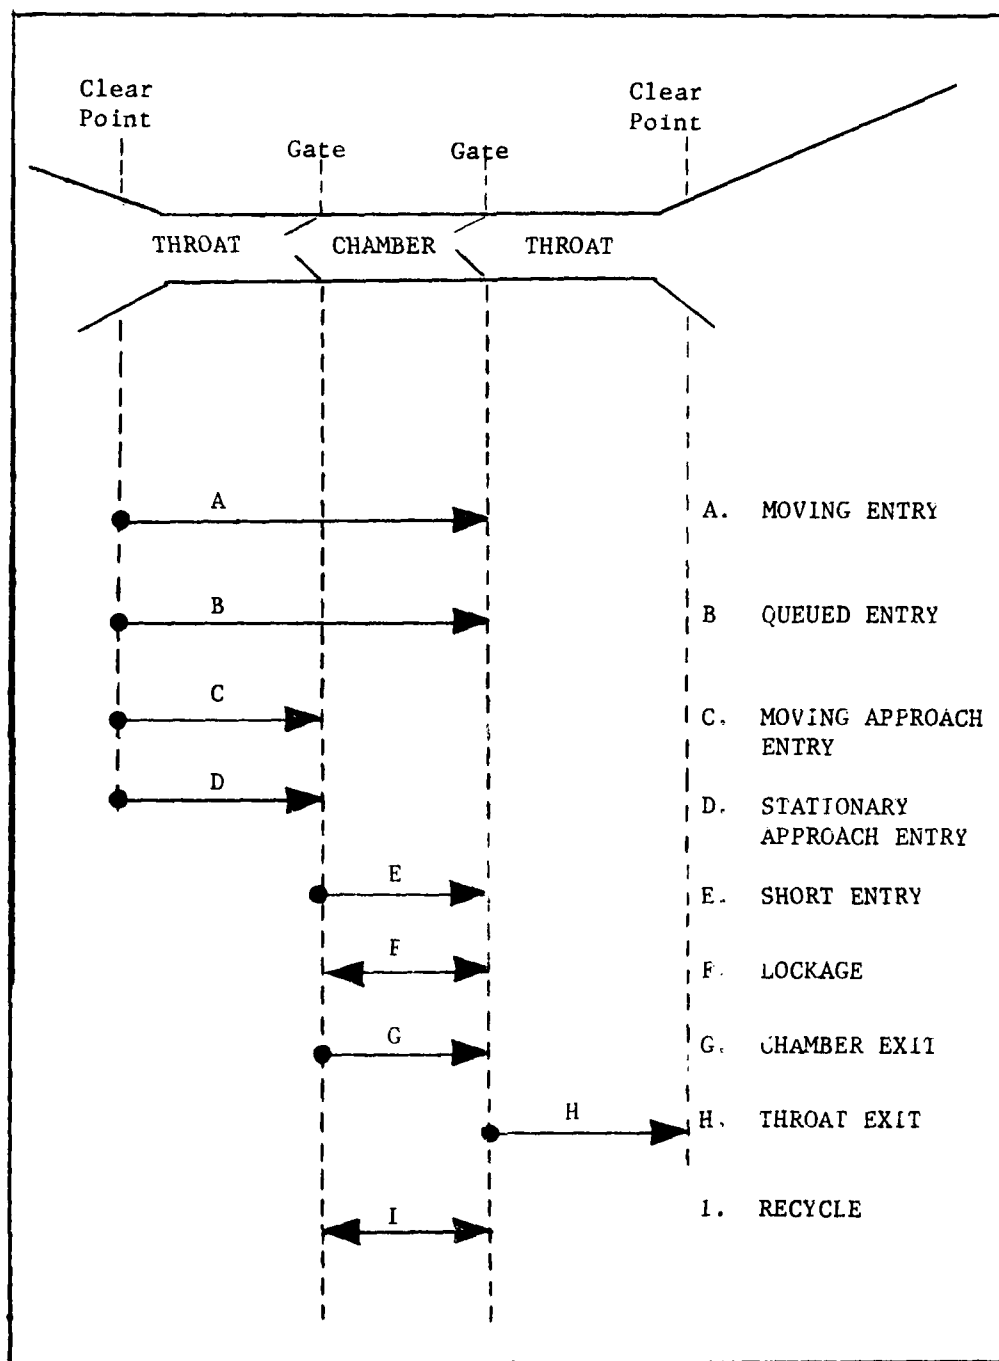 Clear
Point
Clear
Point
Gate
Gate
THROAT
CHAMBER
THROAT
A
A. MOVING ENTRY
B
B QUEUED ENTRY
C
C. MOVING APPROACH
ENTRY
D
D. STATIONARY
APPROACH ENTRY
E
E. SHORT ENTRY
F
F. LOCKAGE
G
G. CHAMBER EXIT
H
H. THROAT EXIT
I
I. RECYCLE